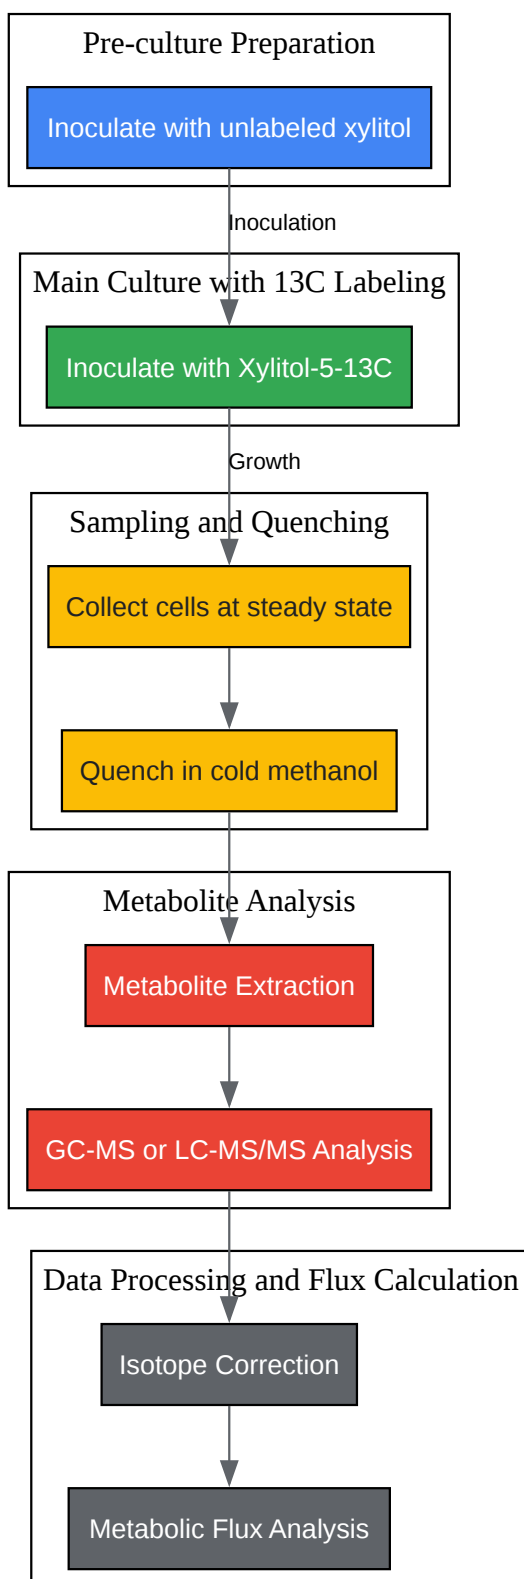 Pre-culture Preparation
Inoculate with unlabeled xylitol
Inoculation
Main Culture with 13C Labeling
Inoculate with Xylitol-5-13C
Growth
Sampling and Quenching
Collect cells at steady state
Quench in cold methanol
Metabolite Analysis
Metabolite Extraction
GC-MS or LC-MS/MS Analysis
Data Processing and Flux Calculation
Isotope Correction
Metabolic Flux Analysis